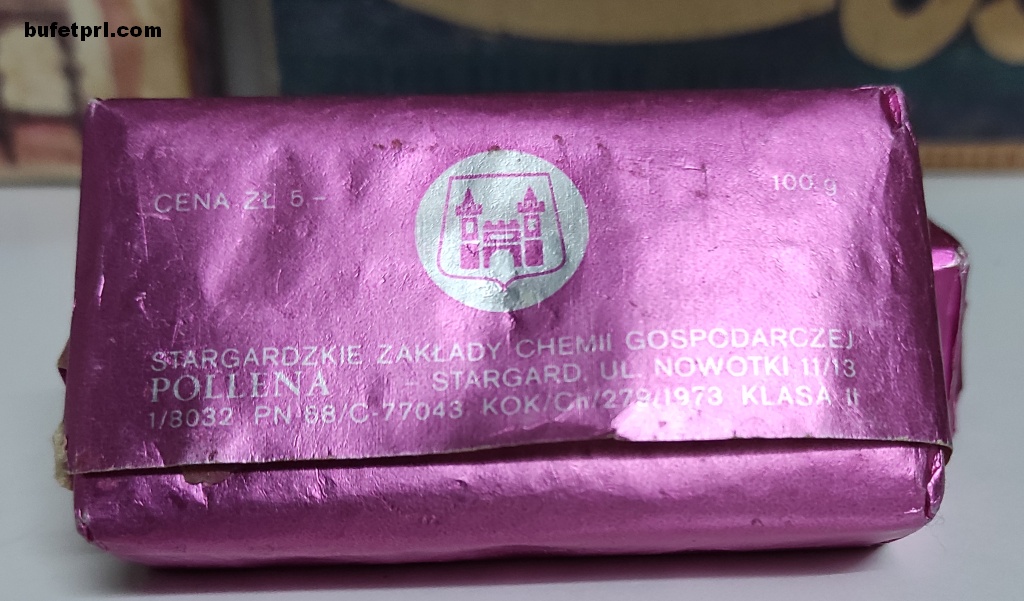 bufetprl.com
CENA ZŁ 5 –
100 g
STARGARDZKIE ZAKŁADY CHEMII GOSPODARCZEJ
POLLENA – STARGARD UL. NOWOTKI 11/13
1/8032 PN 68/C-77043 KOK/Ch/279/1973 KLASA II